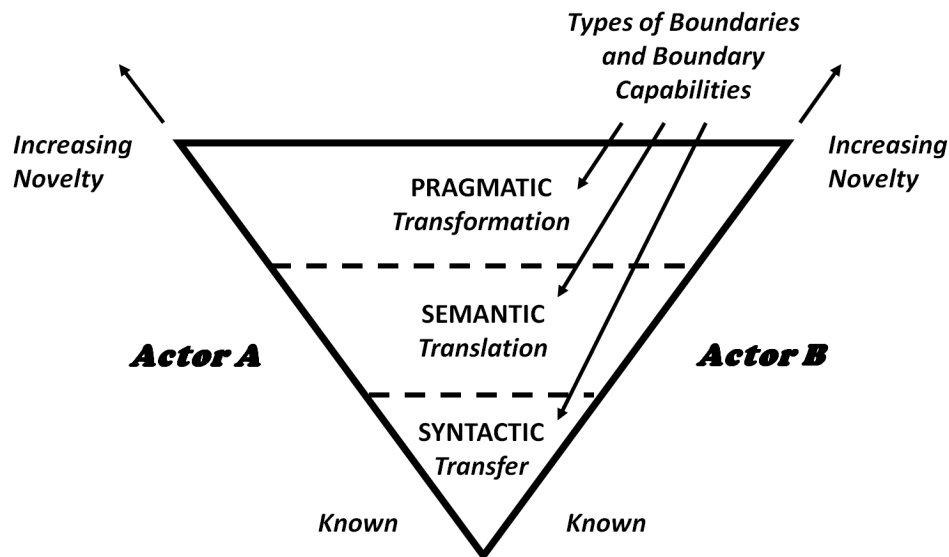 Types of Boundaries
and Boundary
Capabilities
Increasing
Novelty
Increasing
Novelty
PRAGMATIC
Transformation
SEMANTIC
Translation
Actor A
Actor B
SYNTACTIC
Transfer
Known
Known